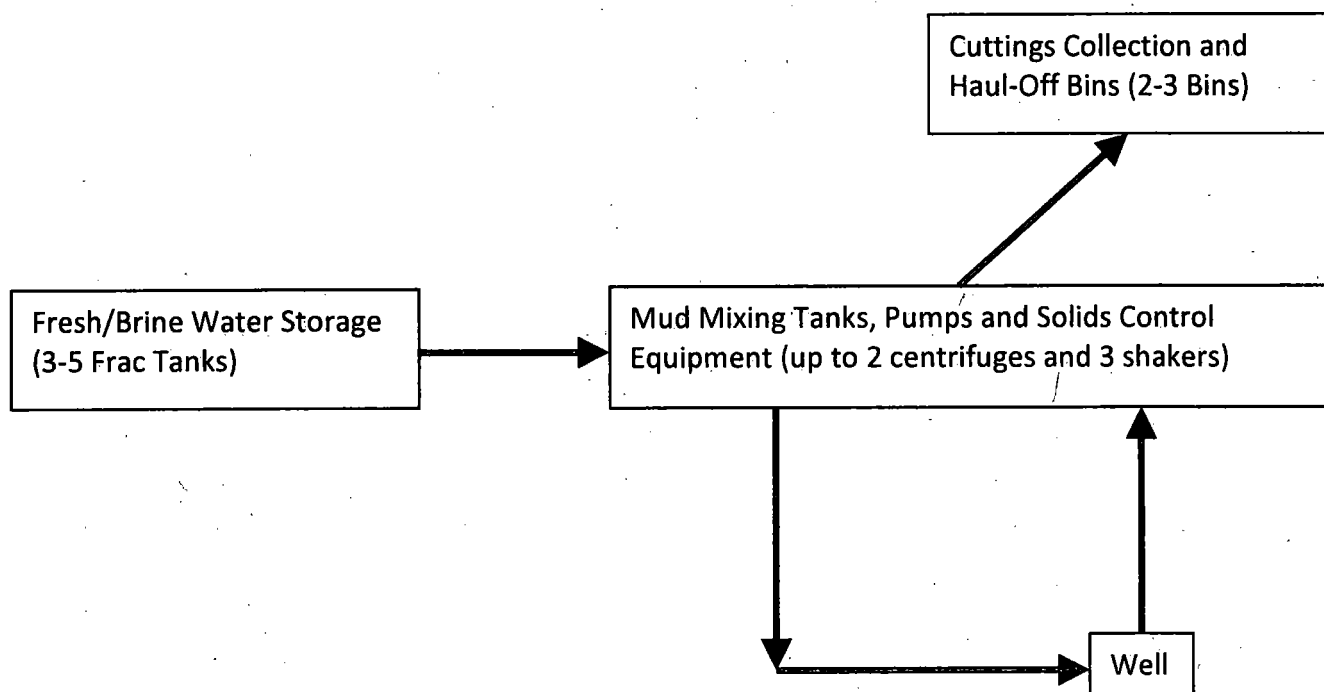 Cuttings Collection and
Haul-Off Bins (2-3 Bins)
Fresh/Brine Water Storage
(3-5 Frac Tanks)
Mud Mixing Tanks, Pumps and Solids Control
Equipment (up to 2 centrifuges and 3 shakers)
Well